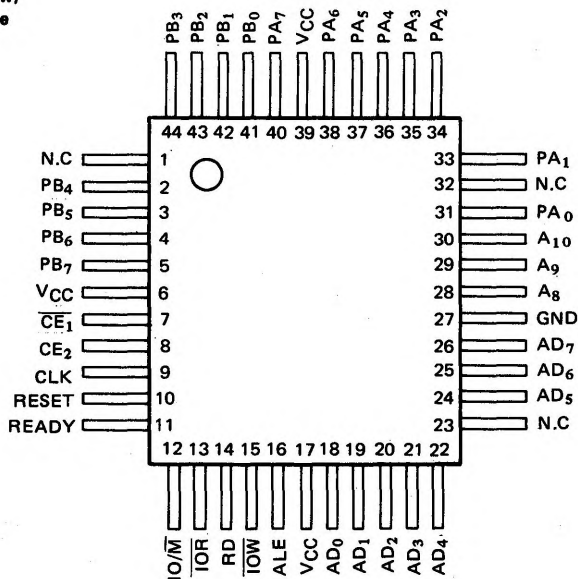 PB₃ PB₂ PB₁ PB₀ PA₇ VCC PA₆ PA₅ PA₄ PA₃ PA₂
44 43 42 41 40 39 38 37 36 35 34
N.C 1 33 PA₁
PB₄ 2 32 N.C
PB₅ 3 31 PA₀
PB₆ 4 30 A₁₀
PB₇ 5 29 A₉
VCC 6 28 A₈
C̅E̅₁ 7 27 GND
CE₂ 8 26 AD₇
CLK 9 25 AD₆
RESET 10 24 AD₅
READY 11 23 N.C
12 13 14 15 16 17 18 19 20 21 22
IO/M̅ I̅O̅R̅ RD I̅O̅W̅ ALE VCC AD₀ AD₁ AD₂ AD₃ AD₄